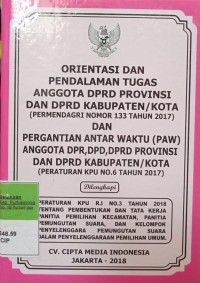 ORIENTASI DAN
PENDALAMAN TUGAS
ANGGOTA DPRD PROVINSI
DAN DPRD KABUPATEN/KOTA
(PERMENDAGRI NOMOR 133 TAHUN 2017)
DAN
PERGANTIAN ANTAR WAKTU (PAW)
ANGGOTA DPR,DPD,DPRD PROVINSI
DAN DPRD KABUPATEN/KOTA
(PERATURAN KPU NO.6 TAHUN 2017)
Dilengkapi
PERATURAN KPU R.I NO.3 TAHUN 2018
TENTANG PEMBENTUKAN DAN TATA KERJA
PANITIA PEMILIHAN KECAMATAN, PANITIA
PEMUNGUTAN SUARA, DAN KELOMPOK
PENYELENGGARA PEMUNGUTAN SUARA
DALAM PENYELENGGARAAN PEMILIHAN UMUM.
CIP
CV. CIPTA MEDIA INDONESIA
JAKARTA - 2018